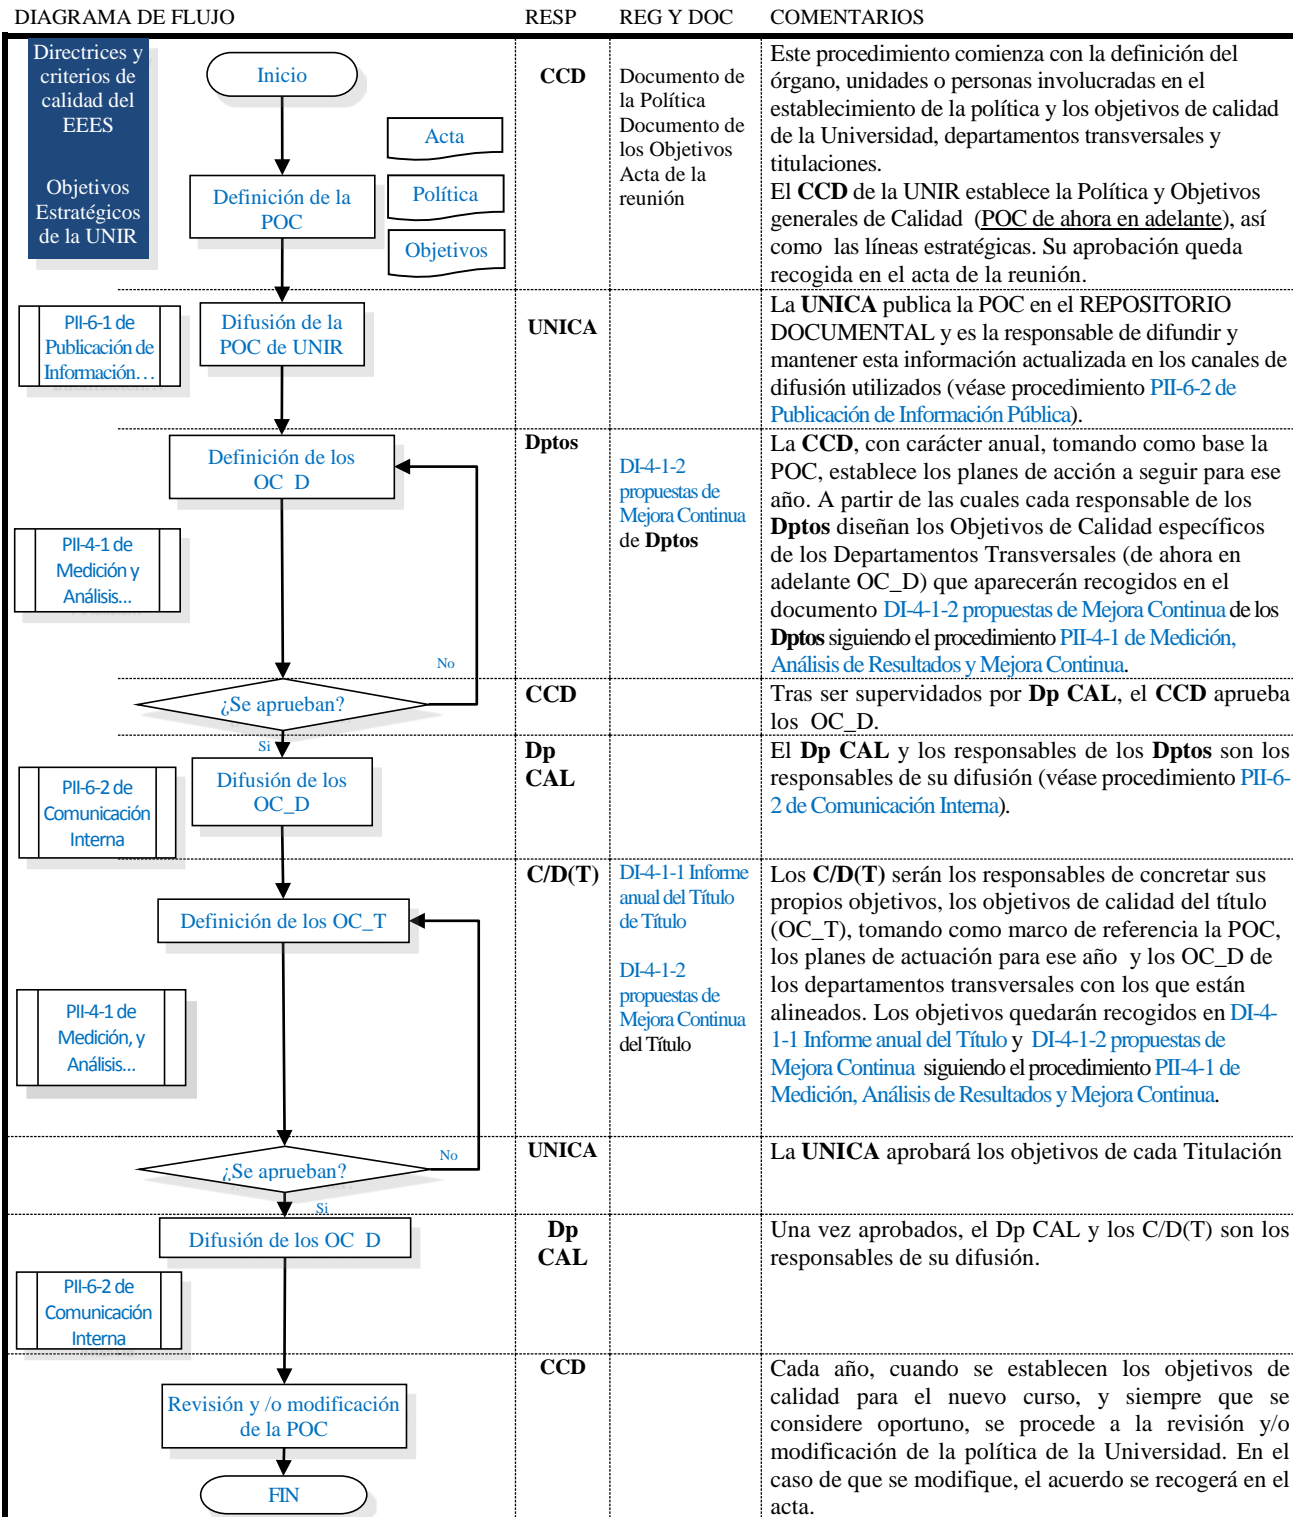 DIAGRAMA DE FLUJO RESP REG Y DOC COMENTARIOS
Directrices y
criterios de
calidad del
EEES
Objetivos
Estratégicos
de la UNIR
Inicio
Acta
Definición de la
POC
Política
Objetivos
CCD
Documento de
la Política
Documento de
los Objetivos
Acta de la
reunión
Este procedimiento comienza con la definición del
órgano, unidades o personas involucradas en el
establecimiento de la política y los objetivos de calidad
de la Universidad, departamentos transversales y
titulaciones.
El CCD de la UNIR establece la Política y Objetivos
generales de Calidad (POC de ahora en adelante), así
como las líneas estratégicas. Su aprobación queda
recogida en el acta de la reunión.
PII-6-1 de
Publicación de
Información…
Difusión de la
POC de UNIR
UNICA
La UNICA publica la POC en el REPOSITORIO
DOCUMENTAL y es la responsable de difundir y
mantener esta información actualizada en los canales de
difusión utilizados (véase procedimiento PII-6-2 de
Publicación de Información Pública).
Definición de los
OC_D
PII-4-1 de
Medición y
Análisis…
No
Dptos
DI-4-1-2
propuestas de
Mejora Continua
de Dptos
La CCD, con carácter anual, tomando como base la
POC, establece los planes de acción a seguir para ese
año. A partir de las cuales cada responsable de los
Dptos diseñan los Objetivos de Calidad específicos
de los Departamentos Transversales (de ahora en
adelante OC_D) que aparecerán recogidos en el
documento DI-4-1-2 propuestas de Mejora Continua de los
Dptos siguiendo el procedimiento PII-4-1 de Medición,
Análisis de Resultados y Mejora Continua.
¿Se aprueban?
CCD
Tras ser supervidados por Dp CAL, el CCD aprueba
los OC_D.
Si
PII-6-2 de
Comunicación
Interna
Difusión de los
OC_D
Dp
CAL
El Dp CAL y los responsables de los Dptos son los
responsables de su difusión (véase procedimiento PII-6-
2 de Comunicación Interna).
Definición de los OC_T
PII-4-1 de
Medición, y
Análisis…
C/D(T)
DI-4-1-1 Informe
anual del Título
de Título
DI-4-1-2
propuestas de
Mejora Continua
del Título
Los C/D(T) serán los responsables de concretar sus
propios objetivos, los objetivos de calidad del título
(OC_T), tomando como marco de referencia la POC,
los planes de actuación para ese año y los OC_D de
los departamentos transversales con los que están
alineados. Los objetivos quedarán recogidos en DI-4-
1-1 Informe anual del Título y DI-4-1-2 propuestas de
Mejora Continua siguiendo el procedimiento PII-4-1 de
Medición, Análisis de Resultados y Mejora Continua.
¿Se aprueban?
No
UNICA
La UNICA aprobará los objetivos de cada Titulación
Si
Difusión de los OC_D
PII-6-2 de
Comunicación
Interna
Dp
CAL
Una vez aprobados, el Dp CAL y los C/D(T) son los
responsables de su difusión.
Revisión y /o modificación
de la POC
FIN
CCD
Cada año, cuando se establecen los objetivos de
calidad para el nuevo curso, y siempre que se
considere oportuno, se procede a la revisión y/o
modificación de la política de la Universidad. En el
caso de que se modifique, el acuerdo se recogerá en el
acta.